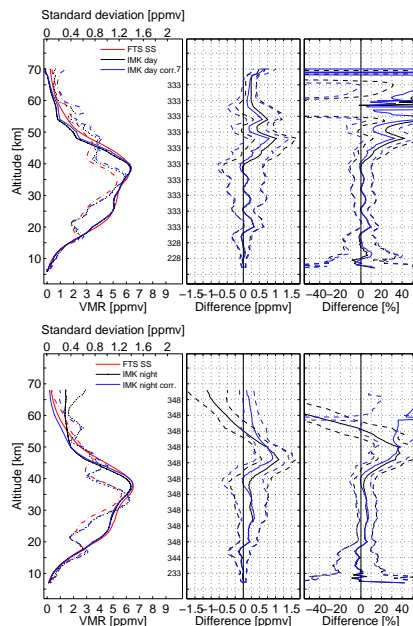 Standard deviation [ppmv]
0 0.4 0.8 1.2 1.6
FTS SS
IMK day
IMK day corr.
70
60
50
40
30
20
10
Altitude [km]
7
333
333
333
333
333
333
333
333
333
328
228
0 1 2 3 4 5 6 7 8 9
VMR [ppmv]
−1.5 −1 −0.5 0 0.5 1 1.5
Difference [ppmv]
−40 −20 0 20 40
Difference [%]
Standard deviation [ppmv]
0 0.4 0.8 1.2 1.6
FTS SS
IMK night
IMK night corr.
70
60
50
40
30
20
10
Altitude [km]
348
348
348
348
348
348
348
348
344
233
0 1 2 3 4 5 6 7 8 9
VMR [ppmv]
−1.5 −1 −0.5 0 0.5 1 1.5
Difference [ppmv]
−40 −20 0 20 40
Difference [%]